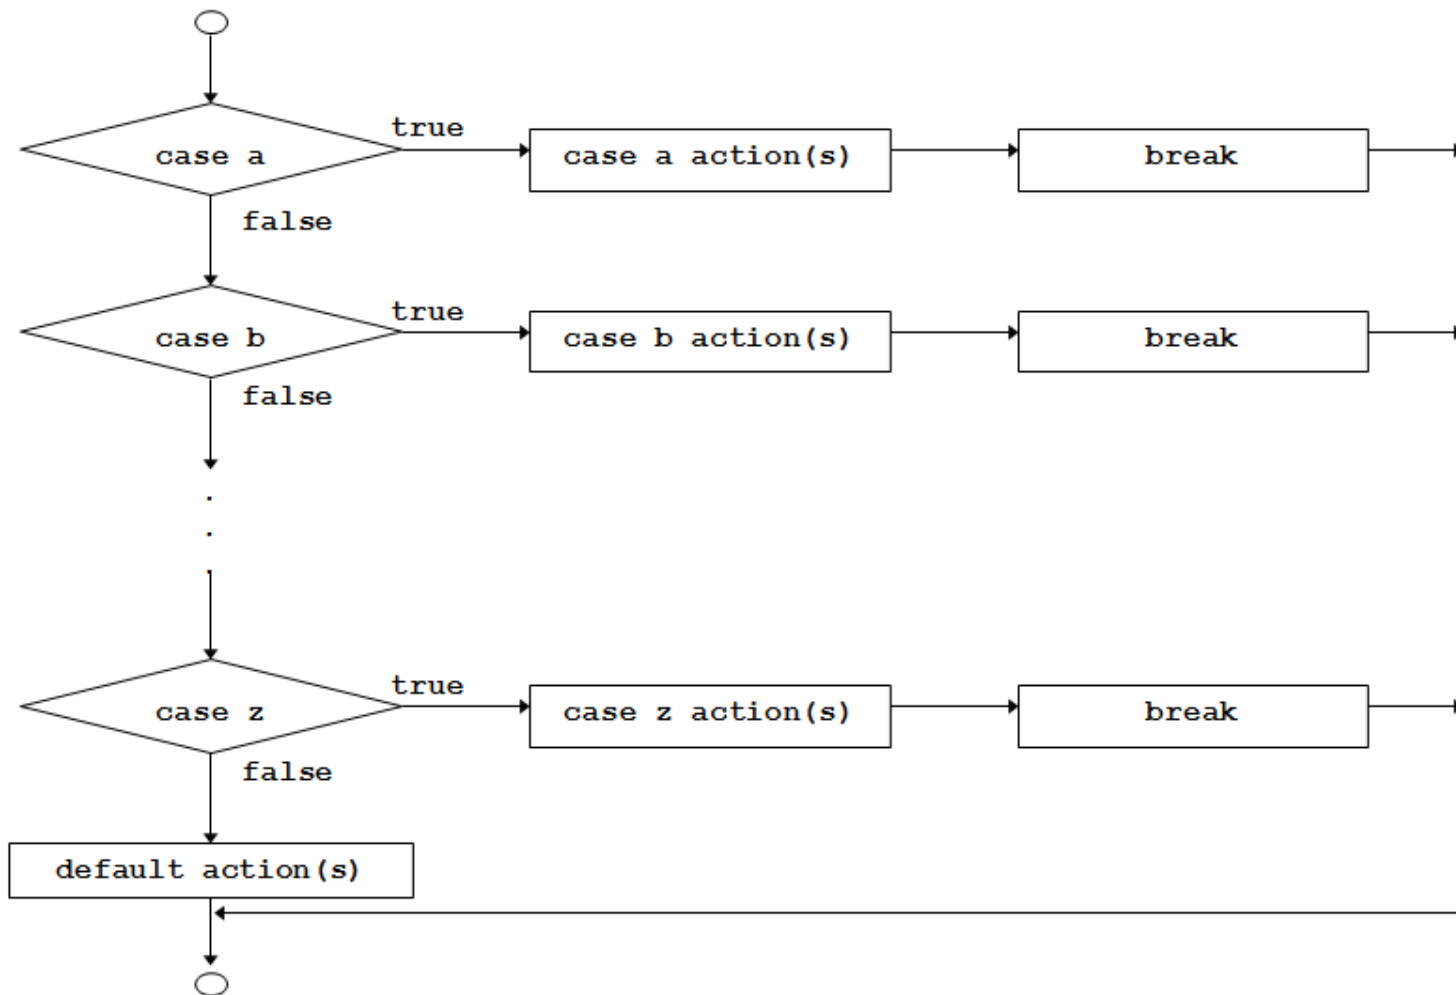 true
case a
case a action(s)
break
false
true
case b
case b action(s)
break
false
.
.
.
true
case z
case z action(s)
break
false
default action(s)